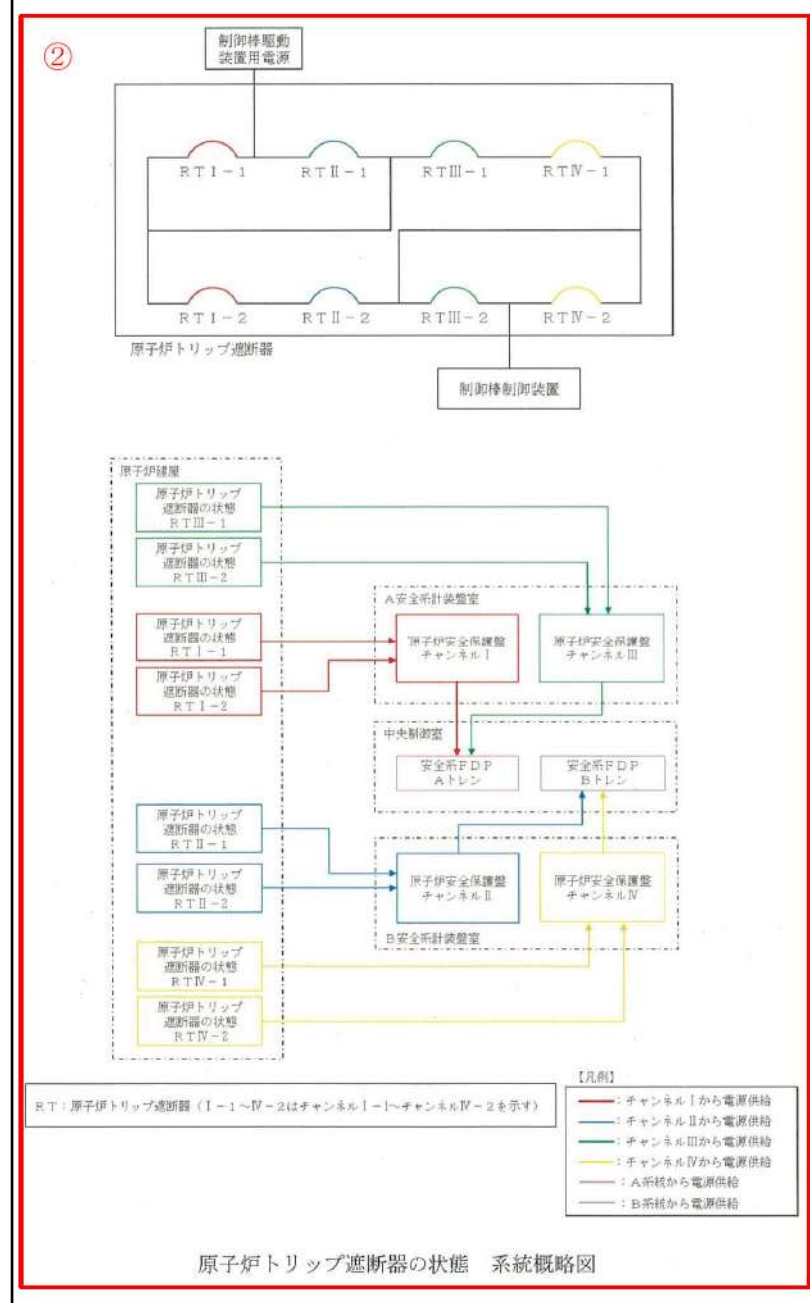 ②
制御棒駆動
装置用電源
RTⅠ-1
RTⅡ-1
RTⅢ-1
RTⅣ-1
RTⅠ-2
RTⅡ-2
RTⅢ-2
RTⅣ-2
原子炉トリップ遮断器
制御棒制御装置
原子炉建屋
原子炉トリップ
遮断器の状態
RTⅢ-1
原子炉トリップ
遮断器の状態
RTⅢ-2
原子炉トリップ
遮断器の状態
RTⅠ-1
原子炉トリップ
遮断器の状態
RTⅠ-2
A安全系計装盤室
原子炉安全保護盤
チャンネルⅠ
原子炉安全保護盤
チャンネルⅢ
中央制御室
安全系FDP
Aトレン
安全系FDP
Bトレン
原子炉トリップ
遮断器の状態
RTⅡ-1
原子炉トリップ
遮断器の状態
RTⅡ-2
原子炉安全保護盤
チャンネルⅡ
原子炉安全保護盤
チャンネルⅣ
B安全系計装盤室
原子炉トリップ
遮断器の状態
RTⅣ-1
原子炉トリップ
遮断器の状態
RTⅣ-2
RT:原子炉トリップ遮断器(Ⅰ-1~Ⅳ-2はチャンネルⅠ-1~チャンネルⅣ-2を示す)
【凡例】
:チャンネルⅠから電源供給
:チャンネルⅡから電源供給
:チャンネルⅢから電源供給
:チャンネルⅣから電源供給
:A系統から電源供給
:B系統から電源供給
原子炉トリップ遮断器の状態 系統概略図